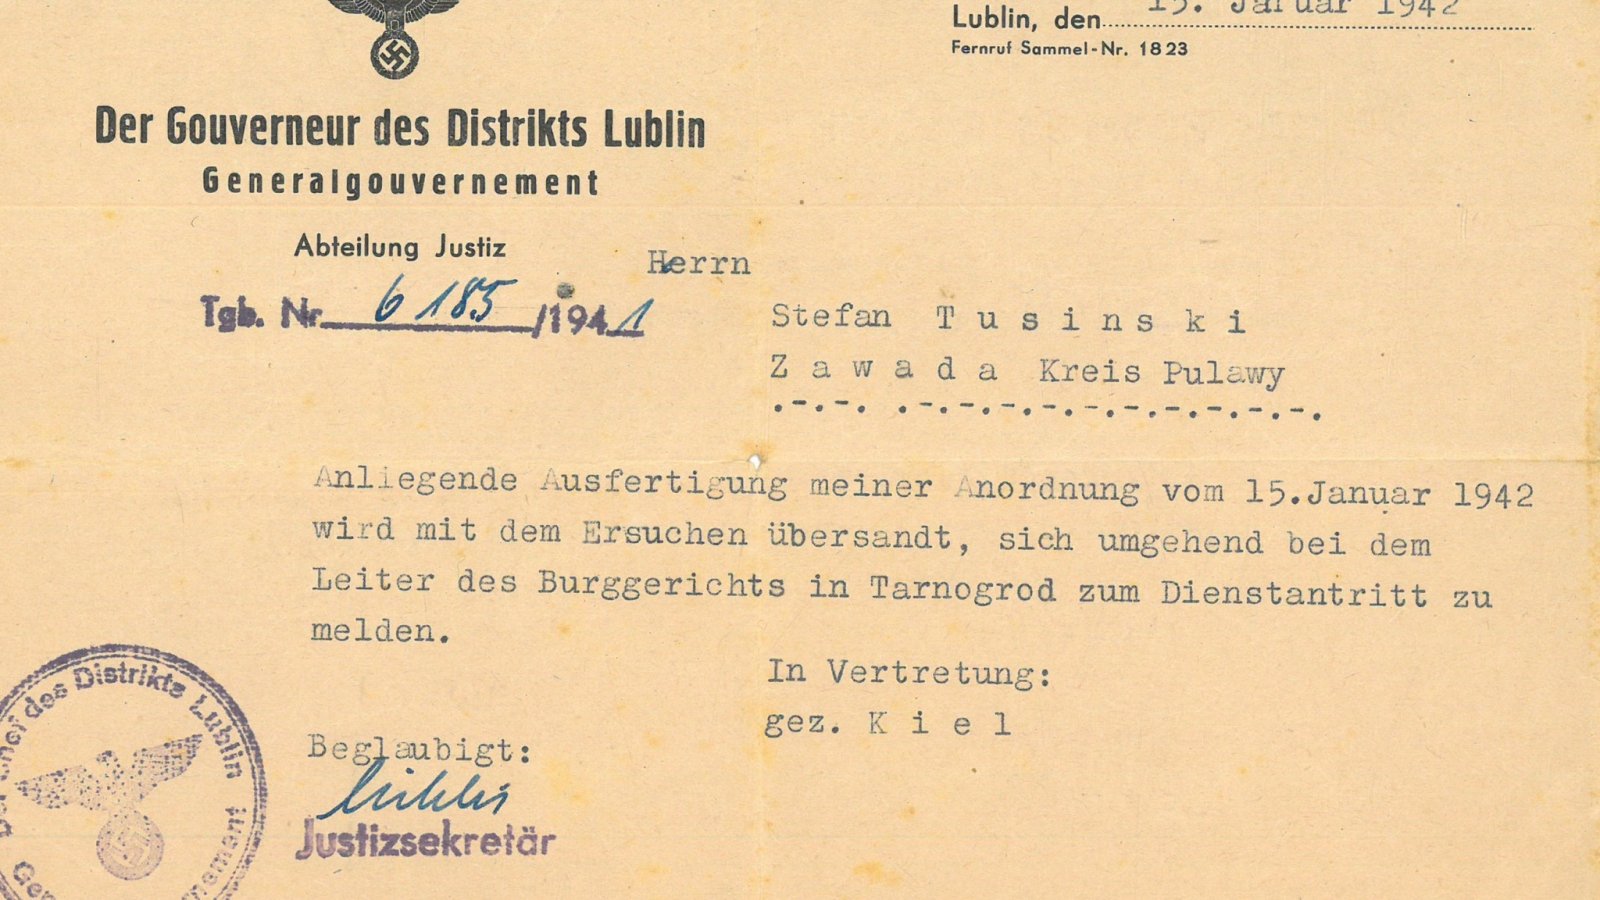 Lublin, den 15. Januar 1942
Fernruf Sammel-Nr. 1823
Der Gouverneur des Distrikts Lublin
Generalgouvernement
Abteilung Justiz
Tgb. Nr. 6185/1941
Herrn
Stefan Tusinski
Zawada Kreis Pulawy
Anliegende Ausfertigung meiner Anordnung vom 15.Januar 1942
wird mit dem Ersuchen übersandt, sich umgehend bei dem
Leiter des Burggerichts in Tarnogrod zum Dienstantritt zu
melden.
In Vertretung:
gez. Kiel
Beglaubigt:
Justizsekretär
des Distrikts Lublin